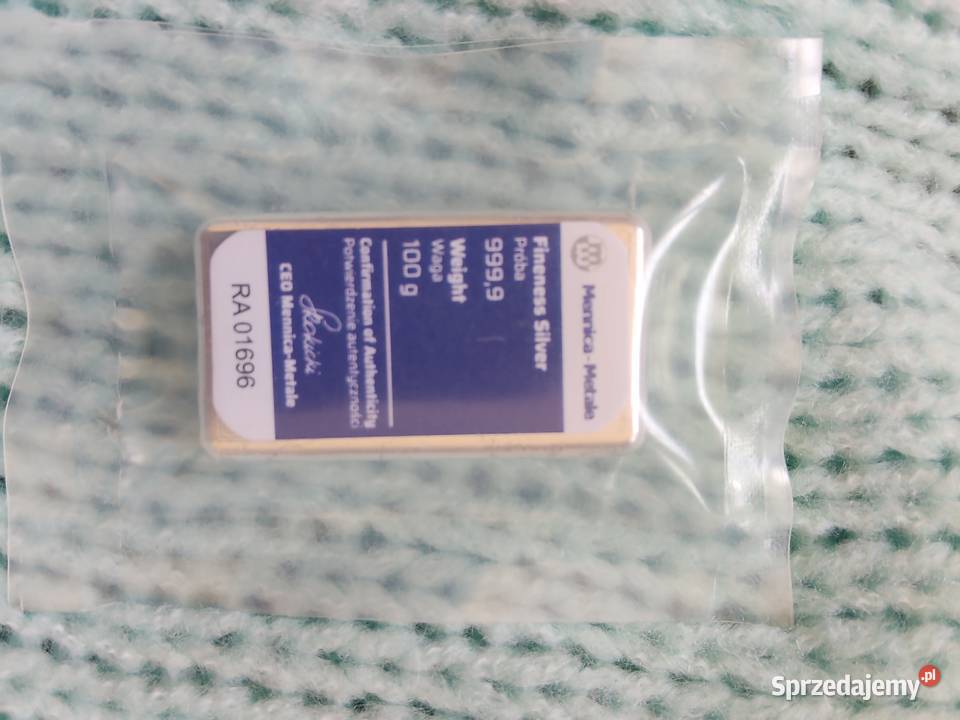 Mennica-Metale
Fineness Silver
Próba
999,9
Weight
Waga
100 g
Confirmation of Authenticity
Potwierdzenie autentyczności
CEO Mennica-Metale
RA 01696
Sprzedajemy.pl